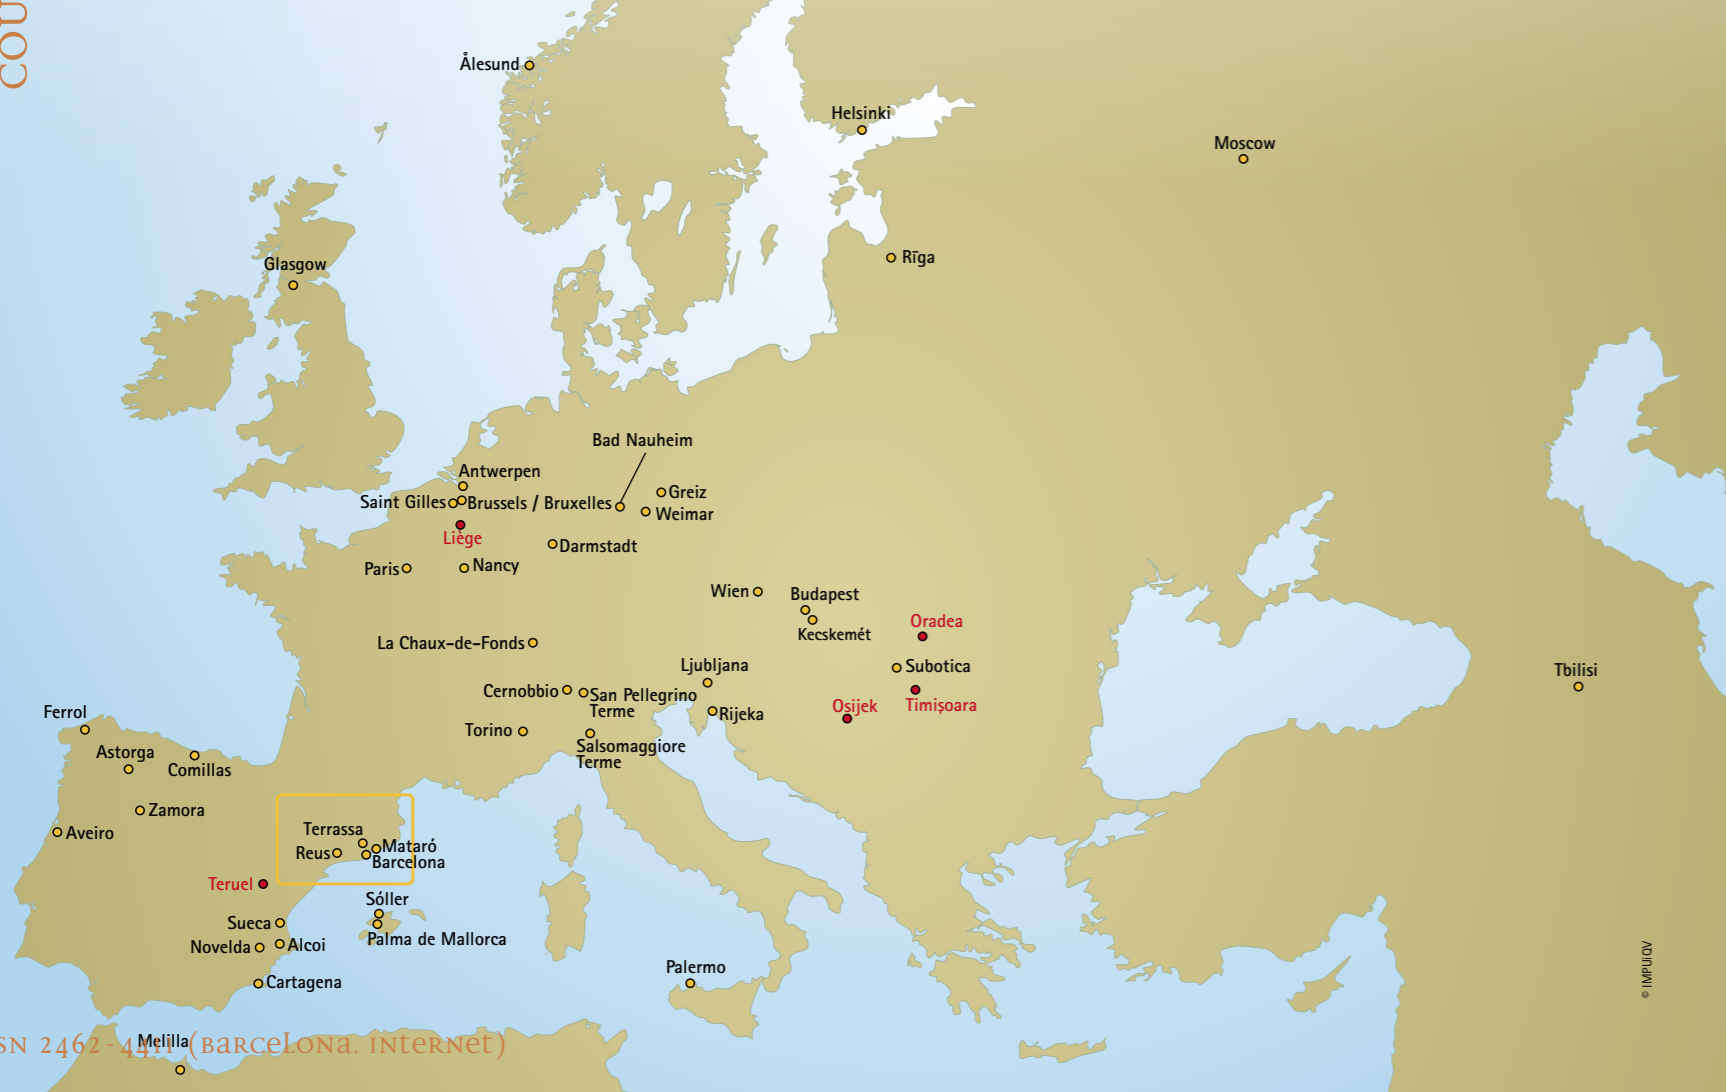 COU
Ålesund
Helsinki
Moscow
Glasgow
Rīga
Bad Nauheim
Antwerpen
Greiz
Saint Gilles
Brussels / Bruxelles
Weimar
Liège
Darmstadt
Paris
Nancy
Wien
Budapest
Oradea
Kecskemét
La Chaux-de-Fonds
Ljubljana
Subotica
Tbilisi
Cernobbio
San Pellegrino
Terme
Osijek
Timişoara
Ferrol
Rijeka
Torino
Astorga
Salsomaggiore
Terme
Comillas
Zamora
Aveiro
Terrassa
Mataró
Reus
Barcelona
Teruel
Sóller
Sueca
Palma de Mallorca
Novelda
Alcoi
Palermo
Cartagena
© IMPUiQV
Melilla
SN 2462-4411 (Barcelona. Internet)